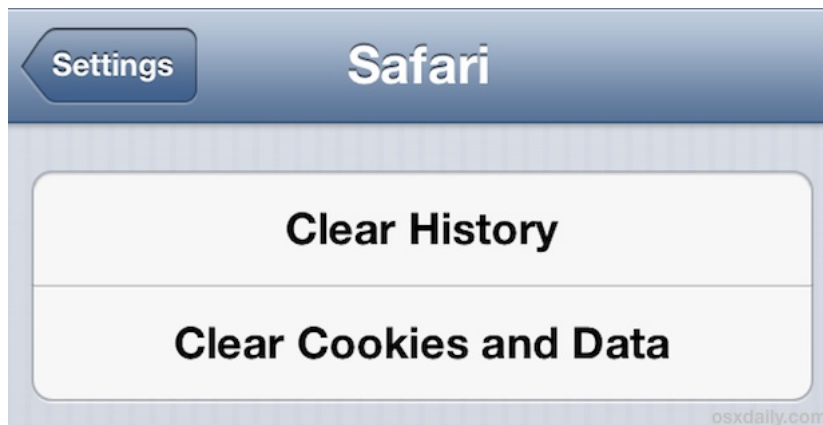 Settings
Safari
Clear History
Clear Cookies and Data
osxdaily.com